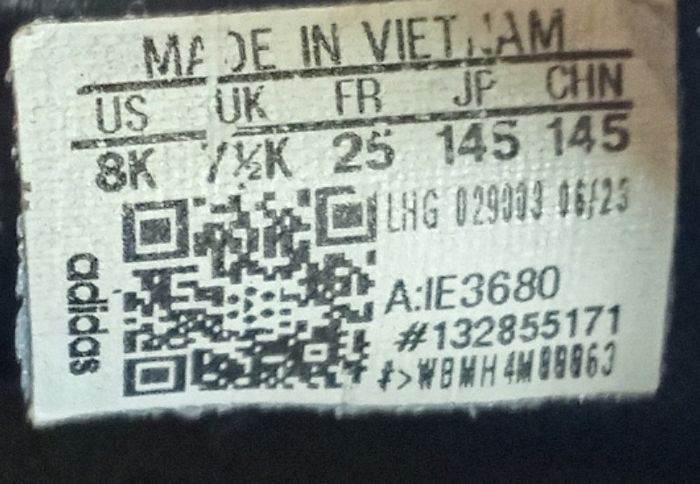 MADE IN VIETNAM
US UK FR JP CHN
8K 7½K 25 145 145
LHG 029003 06/23
adidas
A:IE3680
#132855171